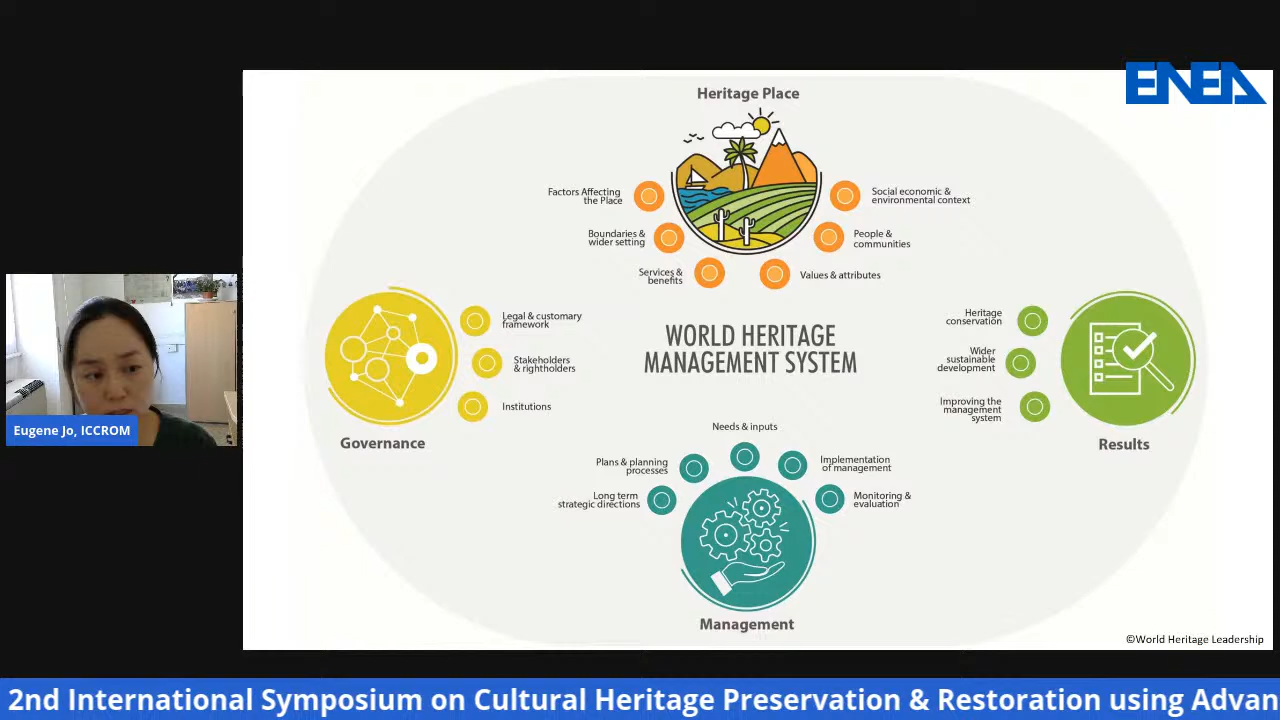 ENEA
Heritage Place
Factors Affecting
the Place
Social economic &
environmental context
Boundaries &
wider setting
People &
communities
Services &
benefits
Values & attributes
Legal & customary
framework
Stakeholders
& rightholders
Institutions
Governance
WORLD HERITAGE
MANAGEMENT SYSTEM
Heritage
conservation
Wider
sustainable
development
Improving the
management
system
Results
Needs & inputs
Plans & planning
processes
Implementation
of management
Long term
strategic directions
Monitoring &
evaluation
Management
©World Heritage Leadership
Eugene Jo, ICCROM
2nd International Symposium on Cultural Heritage Preservation & Restoration using Advan